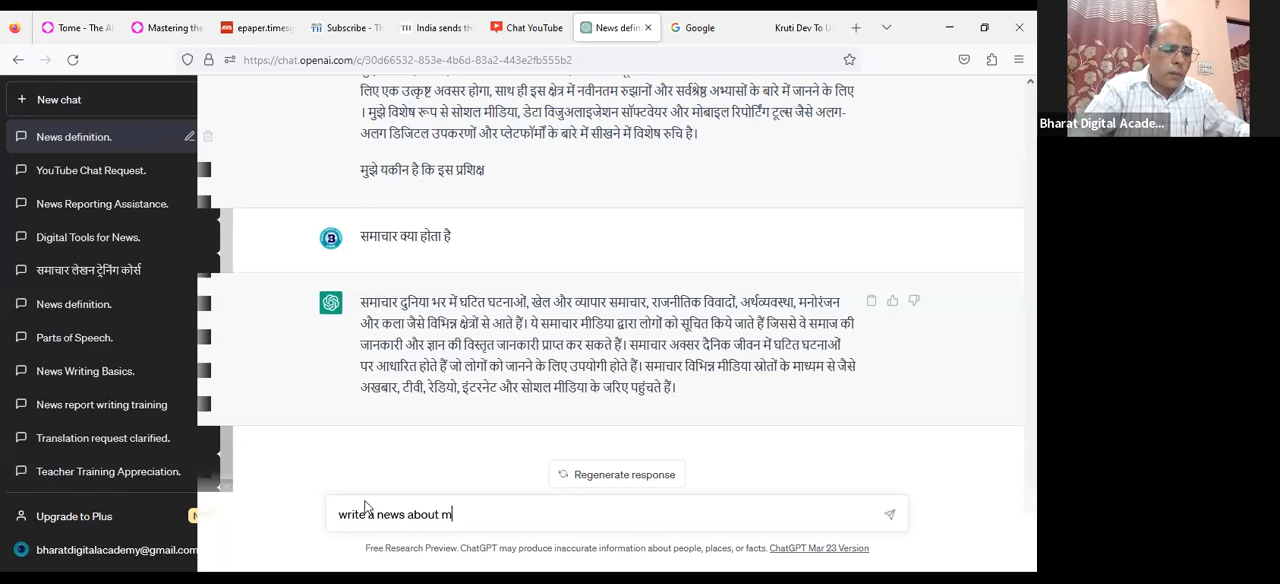 Tome - The A
Mastering the
epaper.times
Subscribe - T
India sends th
Chat YouTube
News defin
Google
Kruti Dev To U
https://chat.openai.com/c/30d66532-853e-4b6d-83a2-443e2fb555b2
New chat
News definition.
YouTube Chat Request.
News Reporting Assistance.
Digital Tools for News.
समाचार लेखन ट्रेनिंग कोर्स
News definition.
Parts of Speech.
News Writing Basics.
News report writing training
Translation request clarified.
Teacher Training Appreciation.
Upgrade to Plus
bharatdigitalacademy@gmail.com
लिए एक उत्कृष्ट अवसर होगा, साथ ही इस क्षेत्र में नवीनतम रुझानों और सर्वश्रेष्ठ अभ्यासों के बारे में जानने के लिए
। मुझे विशेष रूप से सोशल मीडिया, डेटा विजुअलाइजेशन सॉफ्टवेयर और मोबाइल रिपोर्टिंग टूल्स जैसे अलग-
अलग डिजिटल उपकरणों और प्लेटफॉर्मों के बारे में सीखने में विशेष रुचि है।
मुझे यकीन है कि इस प्रशिक्ष
समाचार क्या होता है
समाचार दुनिया भर में घटित घटनाओं, खेल और व्यापार समाचार, राजनीतिक विवादों, अर्थव्यवस्था, मनोरंजन
और कला जैसे विभिन्न क्षेत्रों से आते हैं। ये समाचार मीडिया द्वारा लोगों को सूचित किये जाते हैं जिससे वे समाज की
जानकारी और ज्ञान की विस्तृत जानकारी प्राप्त कर सकते हैं। समाचार अक्सर दैनिक जीवन में घटित घटनाओं
पर आधारित होते हैं जो लोगों को जानने के लिए उपयोगी होते हैं। समाचार विभिन्न मीडिया स्रोतों के माध्यम से जैसे
अखबार, टीवी, रेडियो, इंटरनेट और सोशल मीडिया के जरिए पहुंचते हैं।
Regenerate response
write a news about m
Free Research Preview. ChatGPT may produce inaccurate information about people, places, or facts. ChatGPT Mar 23 Version
Bharat Digital Acade...